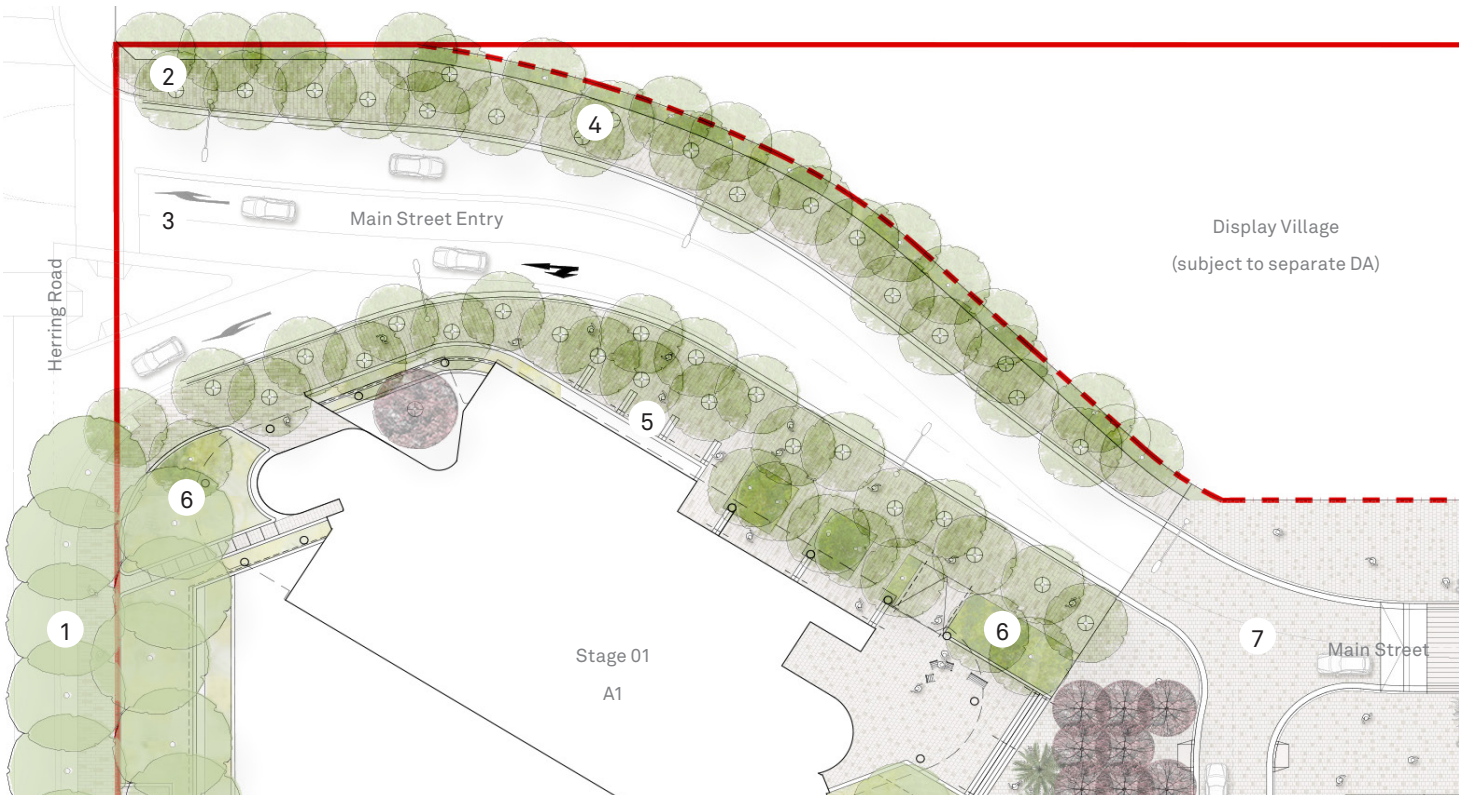 2
4
3
Main Street Entry
Display Village
(subject to separate DA)
Herring Road
5
6
1
Stage 01
A1
6
7
Main Street